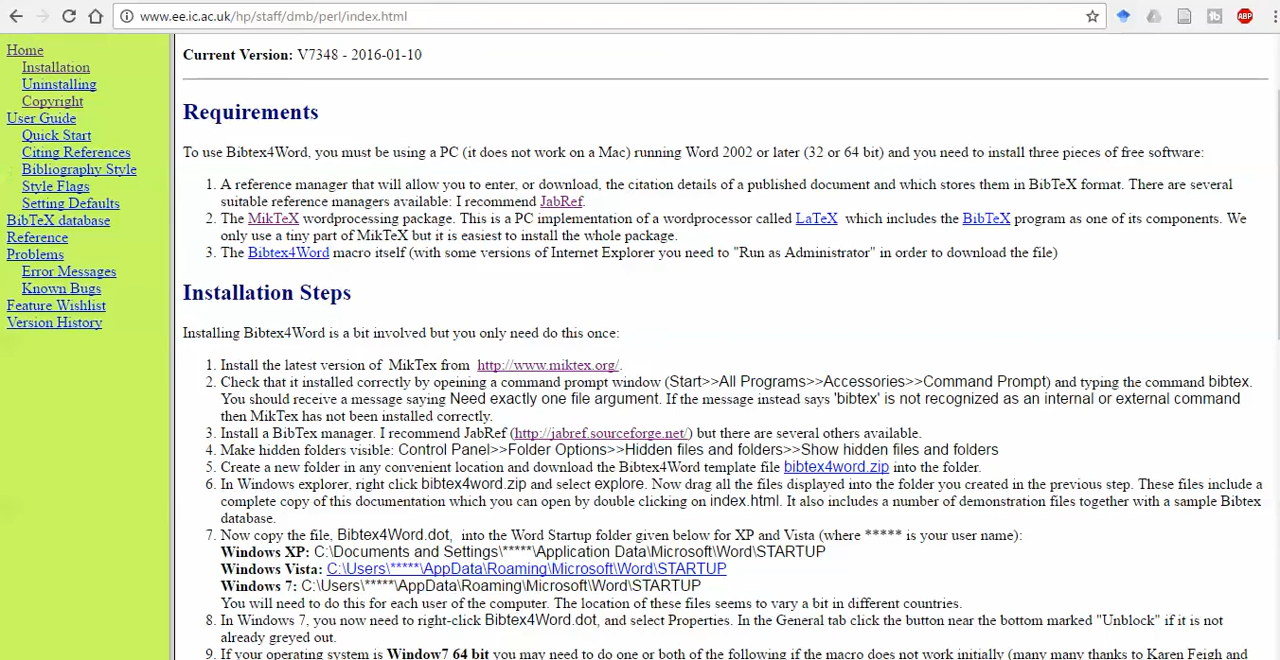 www.ee.ic.ac.uk/hp/staff/dmb/perl/index.html
ABP
Home
Installation
Uninstalling
Copyright
User Guide
Quick Start
Citing References
Bibliography Style
Style Flags
Setting Defaults
BibTeX database
Reference
Problems
Error Messages
Known Bugs
Feature Wishlist
Version History
Current Version: V7348 - 2016-01-10
Requirements
To use Bibtex4Word, you must be using a PC (it does not work on a Mac) running Word 2002 or later (32 or 64 bit) and you need to install three pieces of free software:
1. A reference manager that will allow you to enter, or download, the citation details of a published document and which stores them in BibTeX format. There are several
suitable reference managers available: I recommend JabRef.
2. The MikTeX wordprocessing package. This is a PC implementation of a wordprocessor called LaTeX which includes the BibTeX program as one of its components. We
only use a tiny part of MikTeX but it is easiest to install the whole package.
3. The Bibtex4Word macro itself (with some versions of Internet Explorer you need to "Run as Administrator" in order to download the file)
Installation Steps
Installing Bibtex4Word is a bit involved but you only need do this once:
1. Install the latest version of MikTex from http://www.miktex.org/.
2. Check that it installed correctly by opeining a command prompt window (Start>>All Programs>>Accessories>>Command Prompt) and typing the command bibtex.
You should receive a message saying Need exactly one file argument. If the message instead says 'bibtex' is not recognized as an internal or external command
then MikTex has not been installed correctly.
3. Install a BibTex manager. I recommend JabRef (http://jabref.sourceforge.net/) but there are several others available.
4. Make hidden folders visible: Control Panel>>Folder Options>>Hidden files and folders>>Show hidden files and folders
5. Create a new folder in any convenient location and download the Bibtex4Word template file bibtex4word.zip into the folder.
6. In Windows explorer, right click bibtex4word.zip and select explore. Now drag all the files displayed into the folder you created in the previous step. These files include a
complete copy of this documentation which you can open by double clicking on index.html. It also includes a number of demonstration files together with a sample Bibtex
database.
7. Now copy the file, Bibtex4Word.dot, into the Word Startup folder given below for XP and Vista (where ***** is your user name):
Windows XP: C:\Documents and Settings\*****\Application Data\Microsoft\Word\STARTUP
Windows Vista: C:\Users\*****\AppData\Roaming\Microsoft\Word\STARTUP
Windows 7: C:\Users\*****\AppData\Roaming\Microsoft\Word\STARTUP
You will need to do this for each user of the computer. The location of these files seems to vary a bit in different countries.
8. In Windows 7, you now need to right-click Bibtex4Word.dot, and select Properties. In the General tab click the button near the bottom marked "Unblock" if it is not
already greyed out.
9. If your operating system is Window7 64 bit you may need to do one or both of the following if the macro does not work initially (many many thanks to Karen Feigh and